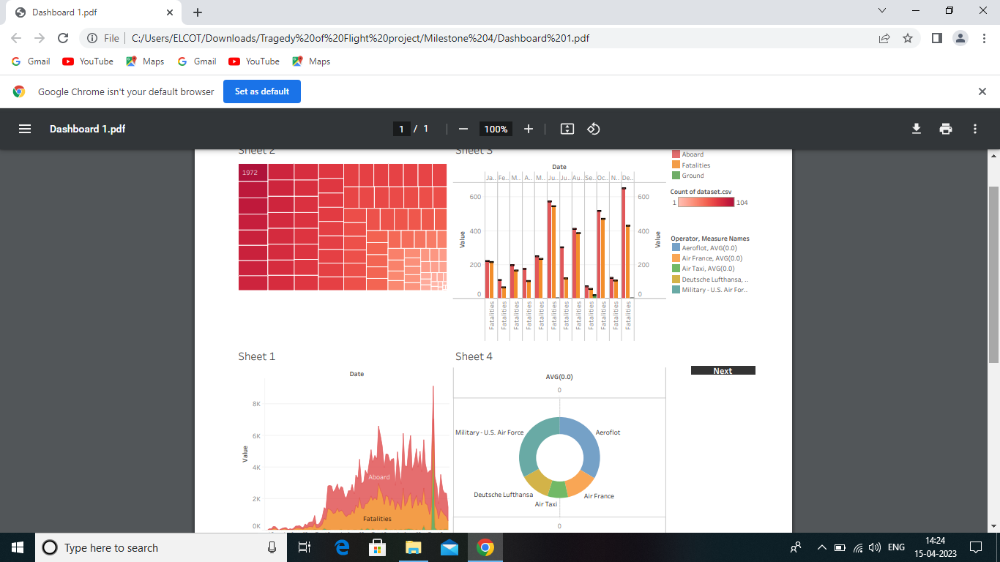 Dashboard 1.pdf
File
C:/Users/ELCOT/Downloads/Tragedy%20of%20Flight%20project/Milestone%204/Dashboard%201.pdf
Gmail YouTube Maps Gmail YouTube Maps
Google Chrome isn't your default browser
Set as default
Dashboard 1.pdf
1 / 1
100%
Sheet 2
1972
Sheet 3
Date
Ja.. Fe.. M.. A.. M.. Ju.. Ju.. Au.. Se.. Oc.. N.. De..
600
400
200
0
Value
600
400
200
0
Value
Fatalities Fatalities Fatalities Fatalities Fatalities Fatalities Fatalities Fatalities Fatalities Fatalities Fatalities Fatalities
Aboard
Fatalities
Ground
Count of dataset.csv
1 104
Operator, Measure Names
Aeroflot, AVG(0.0)
Air France, AVG(0.0)
Air Taxi, AVG(0.0)
Deutsche Lufthansa, ..
Military - U.S. Air For..
Sheet 1
Date
8K
6K
4K
2K
0K
Value
Aboard
Fatalities
Sheet 4
AVG(0.0)
0
Military - U.S. Air Force
Aeroflot
Deutsche Lufthansa
Air Taxi
Air France
0
Next
Type here to search
ENG
14:24
15-04-2023